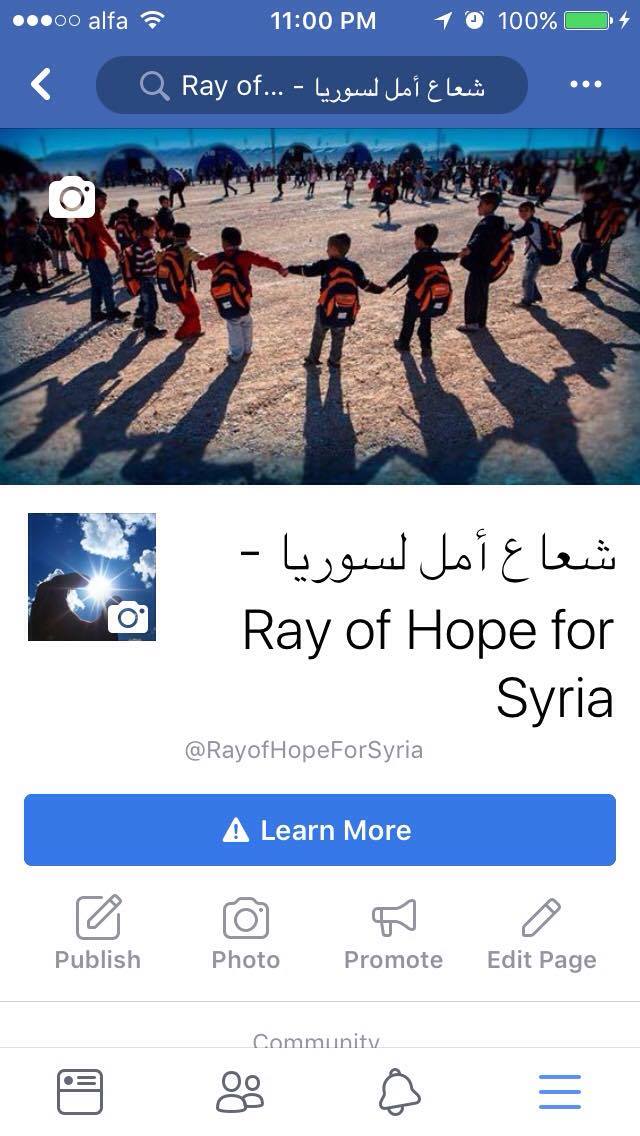 alfa 11:00 PM 100%
Ray of... - شعاع أمل لسوريا
شعاع أمل لسوريا -
Ray of Hope for
Syria
@RayofHopeForSyria
Learn More
Publish Photo Promote Edit Page
Community